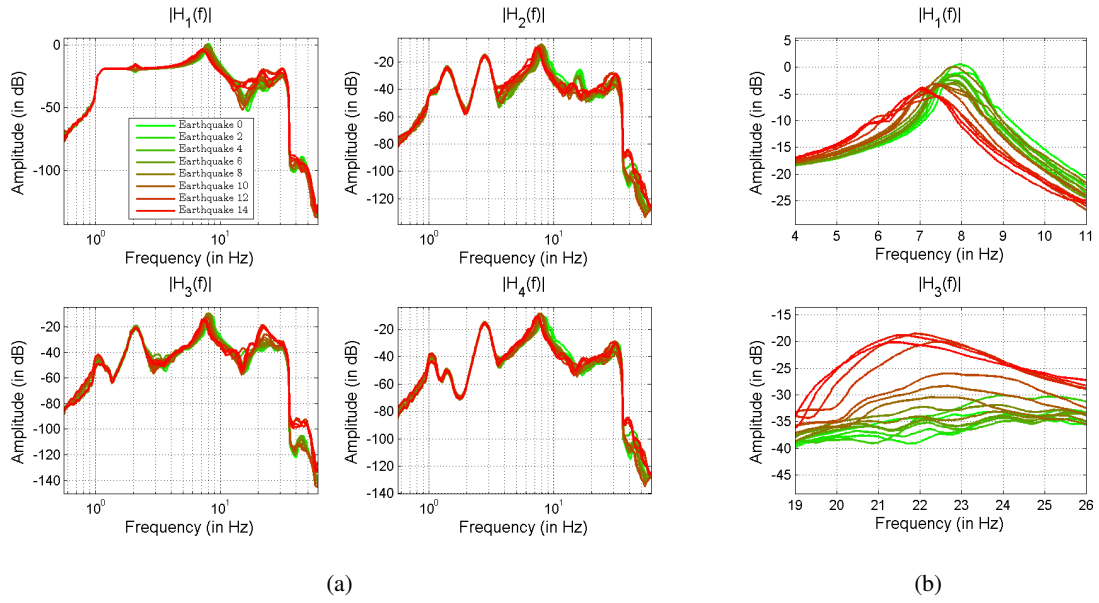 |H1(f)|
0
-50
-100
Amplitude (in dB)
Earthquake 0
Earthquake 2
Earthquake 4
Earthquake 6
Earthquake 8
Earthquake 10
Earthquake 12
Earthquake 14
10^0
10^1
Frequency (in Hz)
|H2(f)|
-20
-40
-60
-80
-100
-120
Amplitude (in dB)
10^0
10^1
Frequency (in Hz)
|H3(f)|
-20
-40
-60
-80
-100
-120
-140
Amplitude (in dB)
10^0
10^1
Frequency (in Hz)
|H4(f)|
-20
-40
-60
-80
-100
-120
-140
Amplitude (in dB)
10^0
10^1
Frequency (in Hz)
(a)
|H1(f)|
5
0
-5
-10
-15
-20
-25
Amplitude (in dB)
4 5 6 7 8 9 10 11
Frequency (in Hz)
|H3(f)|
-15
-20
-25
-30
-35
-40
-45
Amplitude (in dB)
19 20 21 22 23 24 25 26
Frequency (in Hz)
(b)